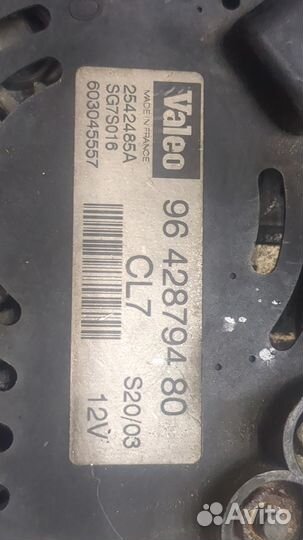 Valeo
MADE IN FRANCE
2542485A
SG7S016
603045557
96 428794 80
CL7
S20/03
12V
Avito